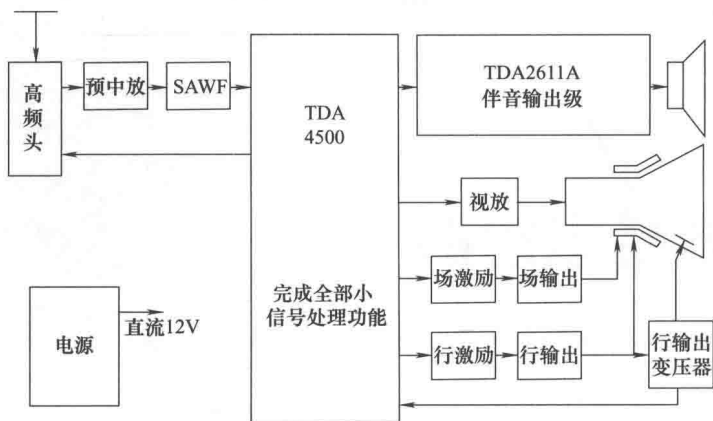 高
频
头
预中放
SAWF
TDA
4500
完成全部小
信号处理功能
TDA2611A
伴音输出级
视放
场激励
场输出
行激励
行输出
行输出
变压器
电源
直流12V